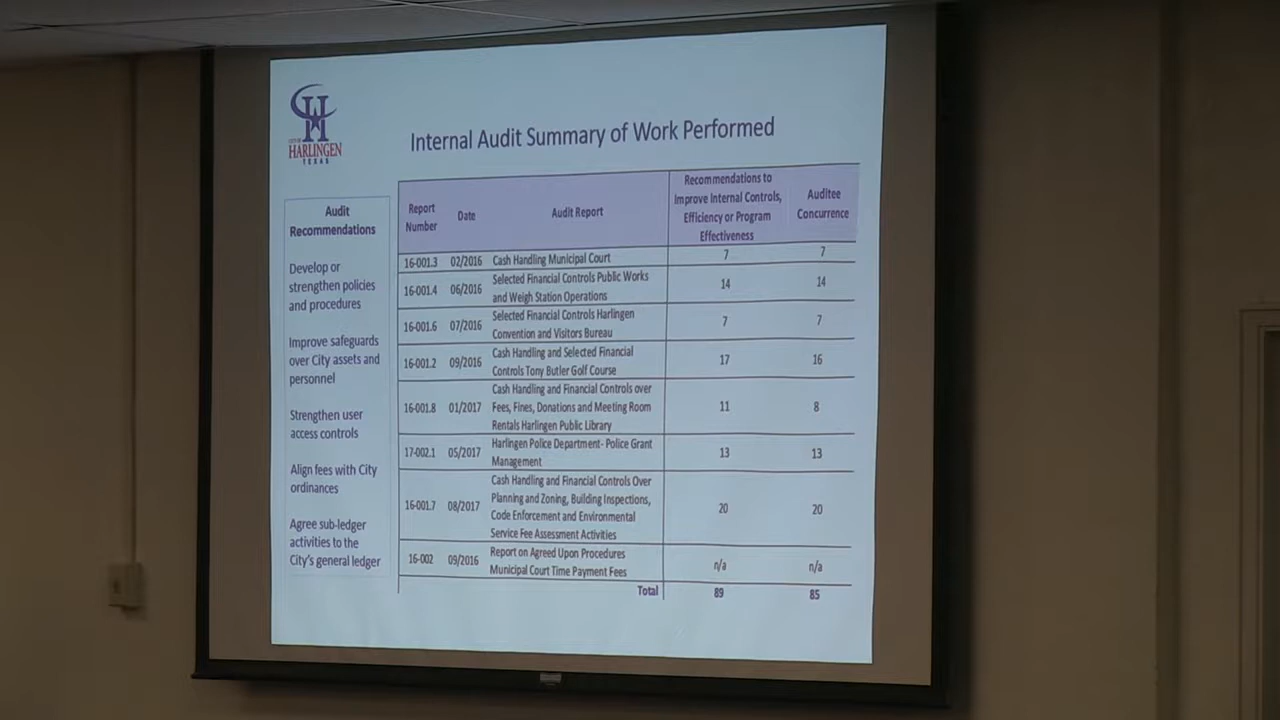 CITY OF
HARLINGEN
TEXAS
Internal Audit Summary of Work Performed
Audit
Recommendations
Develop or
strengthen policies
and procedures
Improve safeguards
over City assets and
personnel
Strengthen user
access controls
Align fees with City
ordinances
Agree sub-ledger
activities to the
City's general ledger
Report
Number
Date
Audit Report
Recommendations to
Improve Internal Controls,
Efficiency or Program
Effectiveness
Auditee
Concurrence
16-001.3 02/2016 Cash Handling Municipal Court 7 7
16-001.4 06/2016 Selected Financial Controls Public Works
and Weigh Station Operations 14 14
16-001.6 07/2016 Selected Financial Controls Harlingen
Convention and Visitors Bureau 7 7
16-001.2 09/2016 Cash Handling and Selected Financial
Controls Tony Butler Golf Course 17 16
16-001.8 01/2017 Cash Handling and Financial Controls over
Fees, Fines, Donations and Meeting Room
Rentals Harlingen Public Library 11 8
17-002.1 05/2017 Harlingen Police Department- Police Grant
Management 13 13
16-001.7 08/2017 Cash Handling and Financial Controls Over
Planning and Zoning, Building Inspections,
Code Enforcement and Environmental
Service Fee Assessment Activities 20 20
16-002 09/2016 Report on Agreed Upon Procedures
Municipal Court Time Payment Fees n/a n/a
Total 89 85